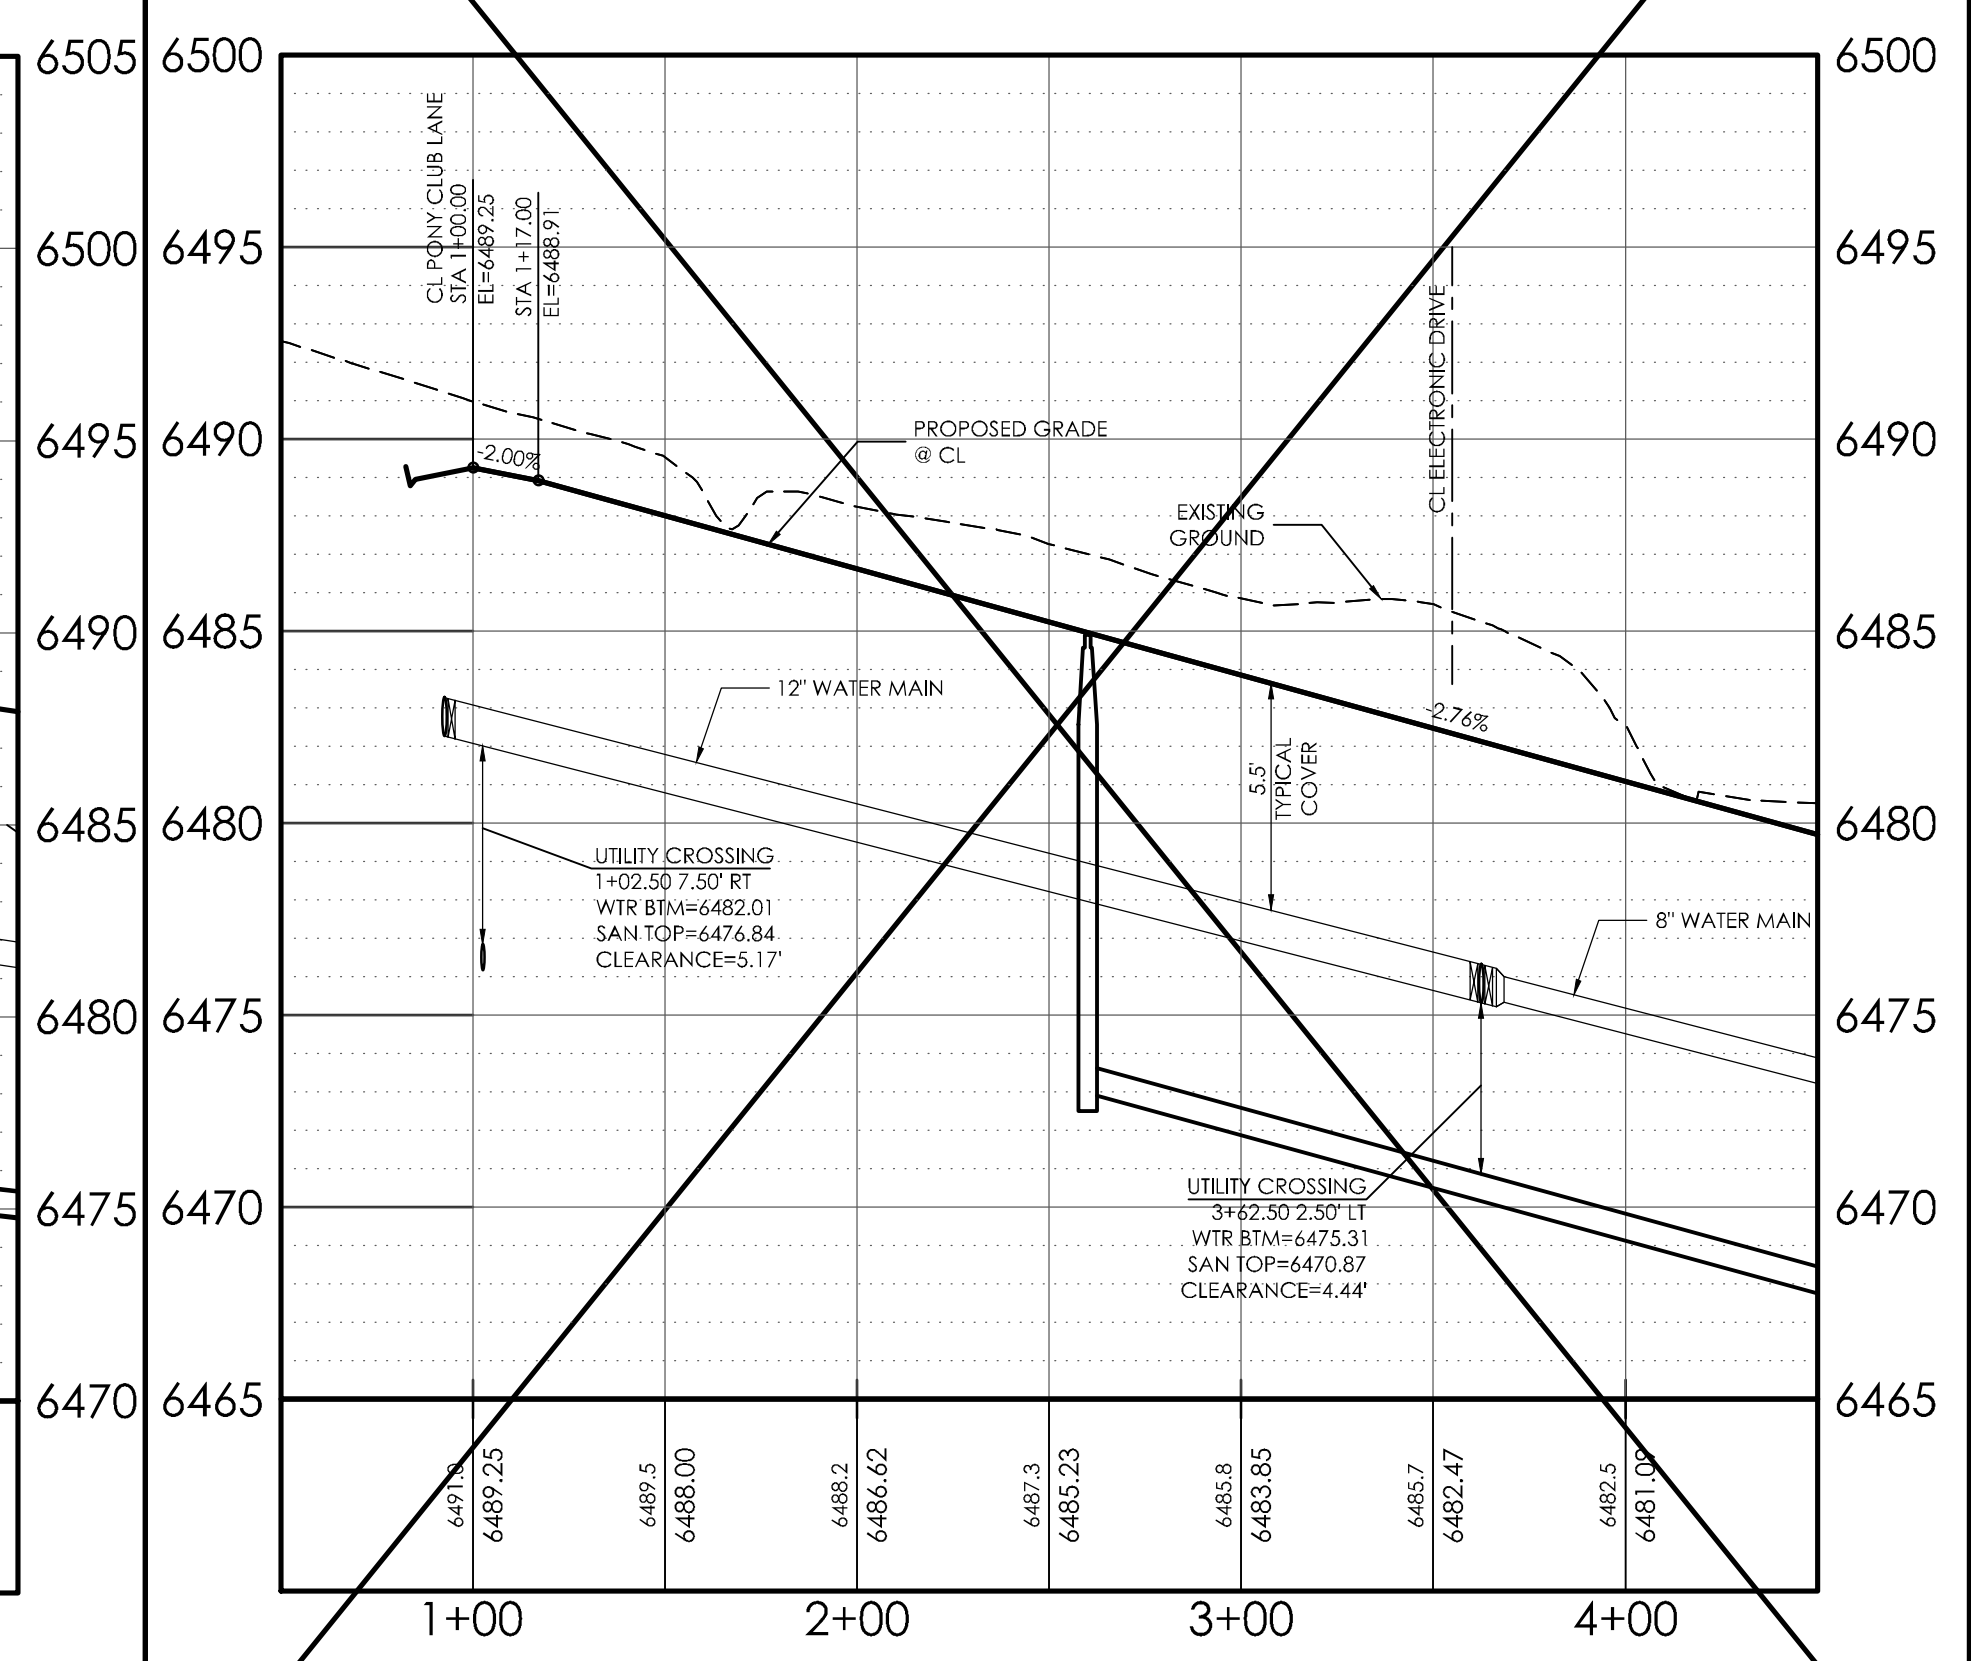 6505
6500
6495
6490
6485
6480
6475
6470
6500
6495
6490
6485
6480
6475
6470
6465
6500
6495
6490
6485
6480
6475
6470
6465
CL PONY CLUB LANE
STA 1+00.00
EL=6489.25
STA 1+17.00
EL=6488.91
-2.00%
PROPOSED GRADE
@ CL
EXISTING
GROUND
CL ELECTRONIC DRIVE
-2.76%
12" WATER MAIN
5.5'
TYPICAL
COVER
UTILITY CROSSING
1+02.50 7.50' RT
WTR BTM=6482.01
SAN TOP=6476.84
CLEARANCE=5.17'
8" WATER MAIN
UTILITY CROSSING
3+62.50 2.50' LT
WTR BTM=6475.31
SAN TOP=6470.87
CLEARANCE=4.44'
6491.0
6489.25
6489.5
6488.00
6488.2
6486.62
6487.3
6485.23
6485.8
6483.85
6485.7
6482.47
6482.5
1+00
2+00
3+00
4+00